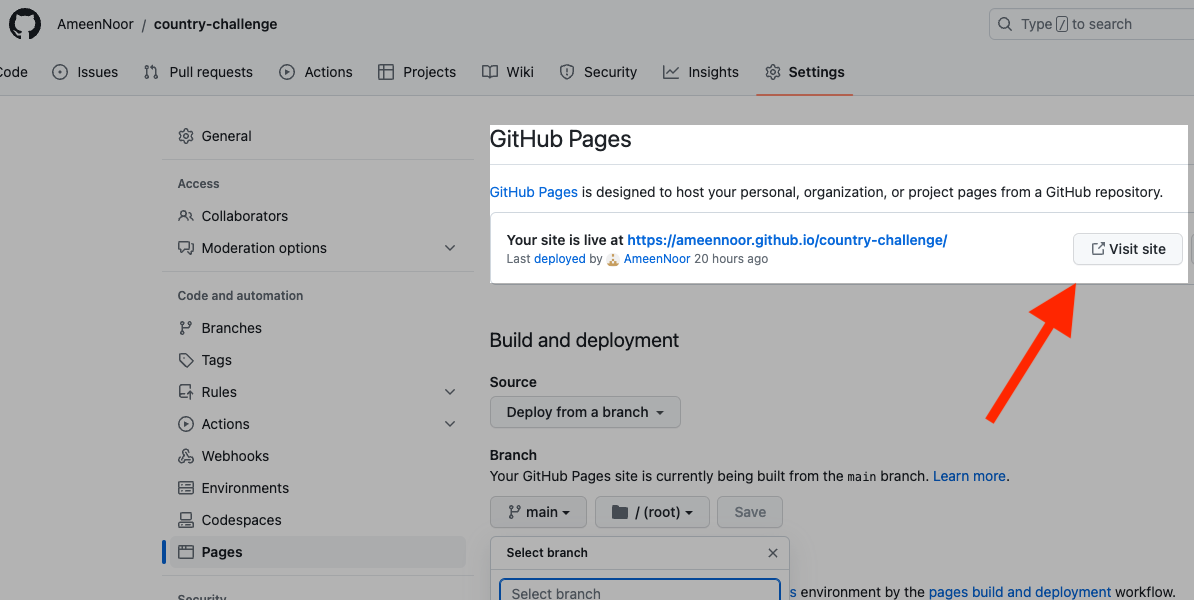 AmeenNoor / country-challenge
Type / to search
Code Issues Pull requests Actions Projects Wiki Security Insights Settings
General
Access
Collaborators
Moderation options
Code and automation
Branches
Tags
Rules
Actions
Webhooks
Environments
Codespaces
Pages
Security
GitHub Pages
GitHub Pages is designed to host your personal, organization, or project pages from a GitHub repository.
Your site is live at https://ameennoor.github.io/country-challenge/
Last deployed by AmeenNoor 20 hours ago
Visit site
Build and deployment
Source
Deploy from a branch
Branch
Your GitHub Pages site is currently being built from the main branch. Learn more.
main / (root) Save
Select branch
Select branch
s environment by the pages build and deployment workflow.